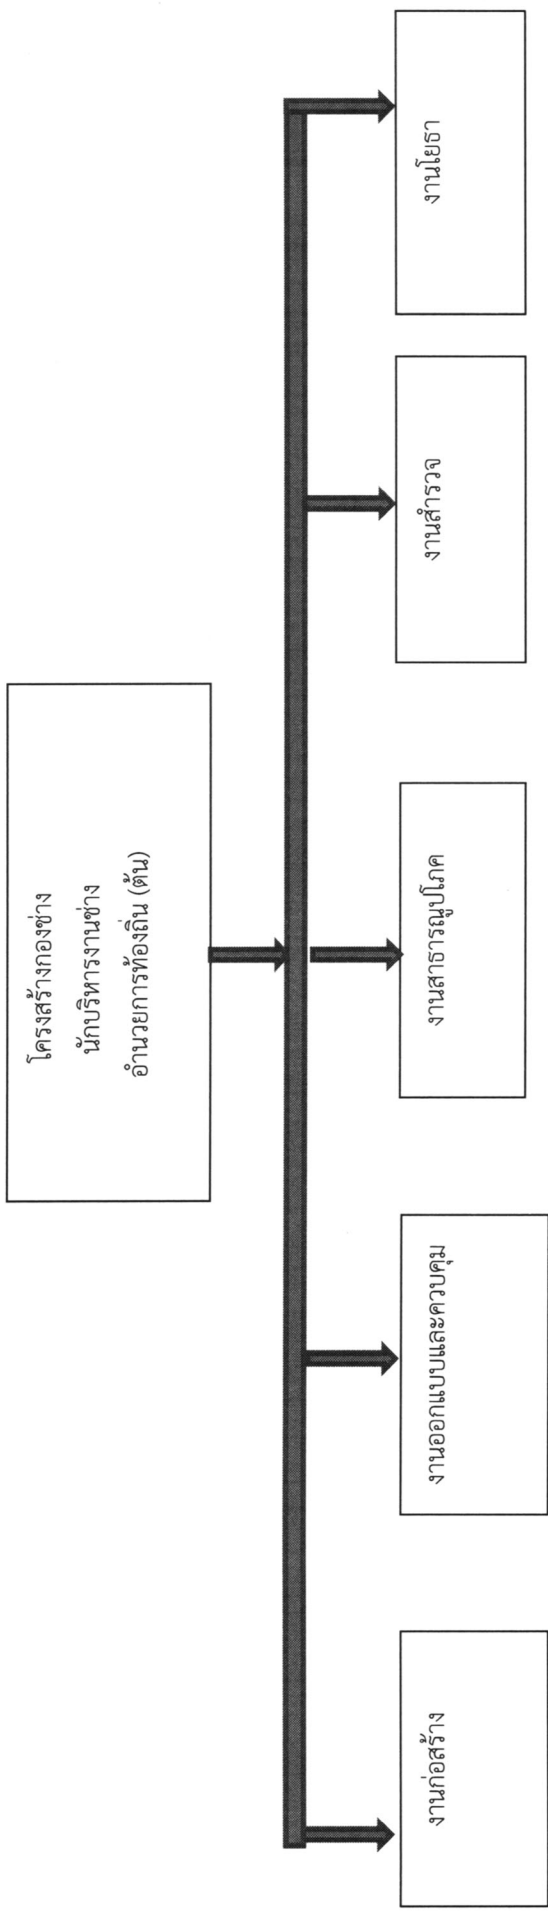 โครงสร้างกองช่าง
นักบริหารงานช่าง
อำนวยการท้องถิ่น (ต้น)
งานก่อสร้าง
งานออกแบบและควบคุม
งานสาธารณูปโภค
งานสำรวจ
งานโยธา